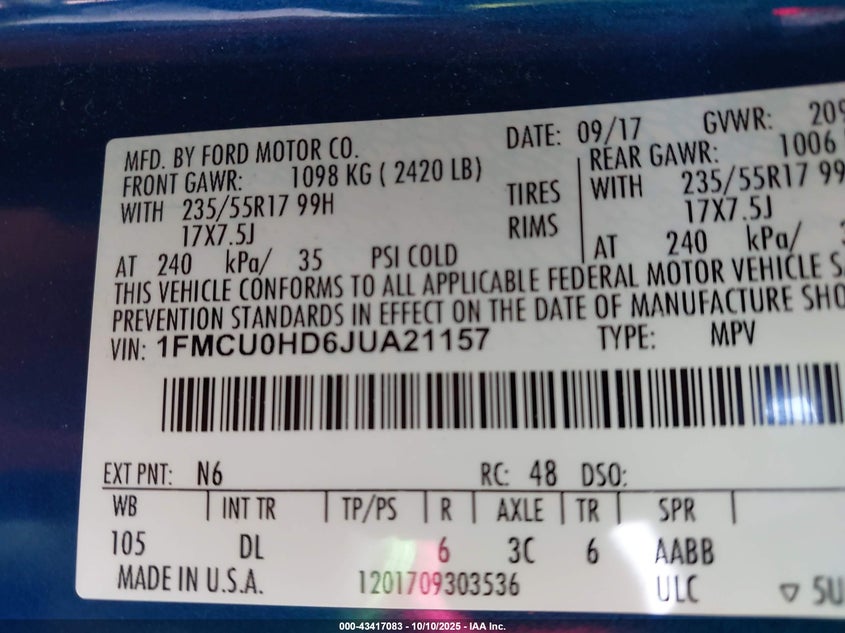 MFD. BY FORD MOTOR CO. DATE: 09/17 GVWR: 209
FRONT GAWR: 1098 KG ( 2420 LB) REAR GAWR: 1006
WITH 235/55R17 99H TIRES WITH 235/55R17 99
17X7.5J RIMS 17X7.5J
AT 240 kPa/ 35 PSI COLD AT 240 kPa/
THIS VEHICLE CONFORMS TO ALL APPLICABLE FEDERAL MOTOR VEHICLE
PREVENTION STANDARDS IN EFFECT ON THE DATE OF MANUFACTURE SHO
VIN: 1FMCU0HD6JUA21157 TYPE: MPV
EXT PNT: N6 RC: 48 DSO:
WB INT TR TP/PS R AXLE TR SPR
105 DL 6 3C 6 AABB
MADE IN U.S.A. 1201709303536 ULC ▽ SU
000-43417083 - 10/10/2025 - IAA Inc.